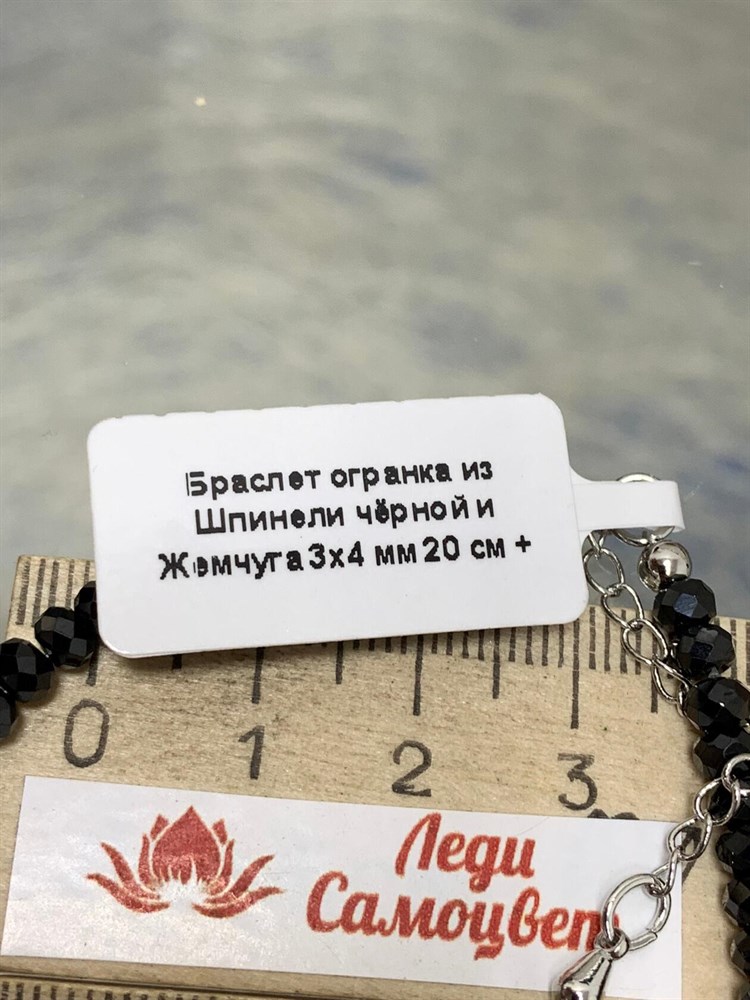 Браслет огранка из
Шпинели чёрной и
Жемчуга 3х4 мм 20 см +
0 1 2 3
Леди
Самоцвет